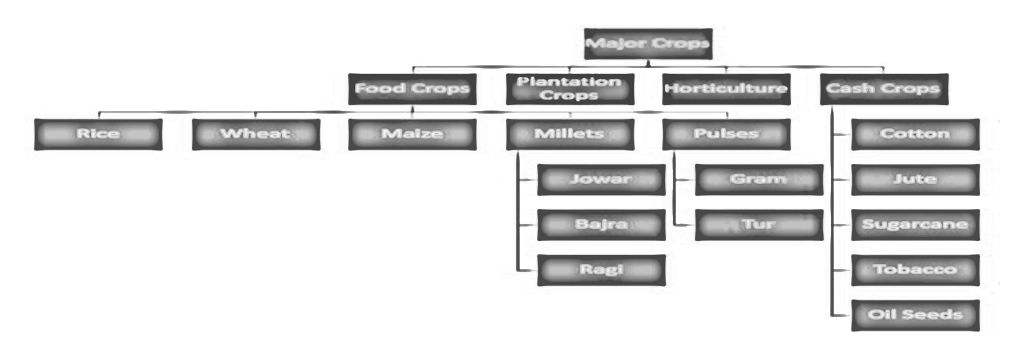 Major Crops
Food Crops
Plantation
Crops
Horticulture
Cash Crops
Rice
Wheat
Maize
Millets
Pulses
Cotton
Jowar
Gram
Jute
Bajra
Tur
Sugarcane
Ragi
Tobacco
Oil Seeds